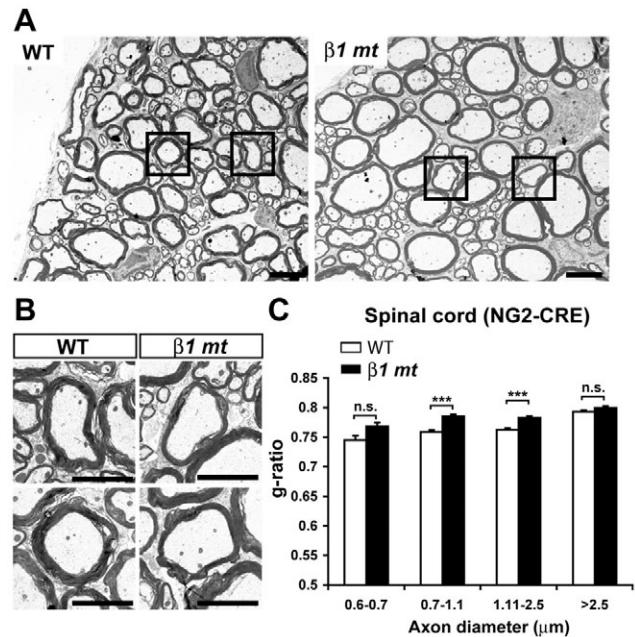 A
WT
β1 mt
B
WT
β1 mt
C
Spinal cord (NG2-CRE)
WT
β1 mt
0.85
0.8
0.75
0.7
0.65
0.6
0.55
0.5
g-ratio
n.s.
***
***
n.s.
0.6-0.7
0.7-1.1
1.11-2.5
>2.5
Axon diameter (μm)